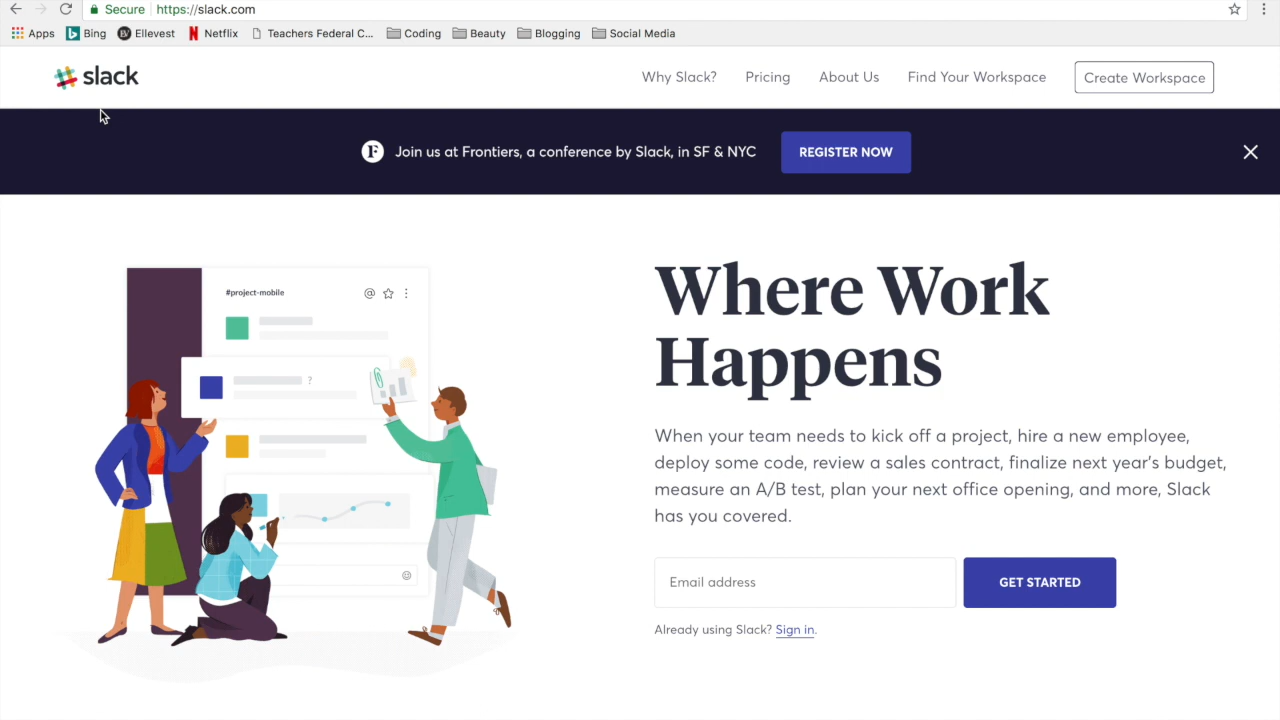 Secure https://slack.com
Apps Bing Ellevest Netflix Teachers Federal C... Coding Beauty Blogging Social Media
slack Why Slack? Pricing About Us Find Your Workspace Create Workspace
F Join us at Frontiers, a conference by Slack, in SF & NYC REGISTER NOW
#project-mobile
?
Where Work
Happens
When your team needs to kick off a project, hire a new employee,
deploy some code, review a sales contract, finalize next year's budget,
measure an A/B test, plan your next office opening, and more, Slack
has you covered.
Email address GET STARTED
Already using Slack? Sign in.